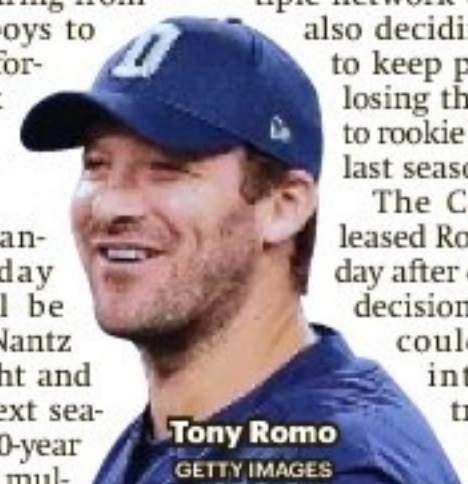 boys to
for-
an-
day
l be
Nantz
ht and
ext sea-
0-year
mul-
D
Tony Romo
GETTY IMAGES
also decidi
to keep p
losing th
to rookie
last seaso
The C
leased Ro
day after
decision
coul
int